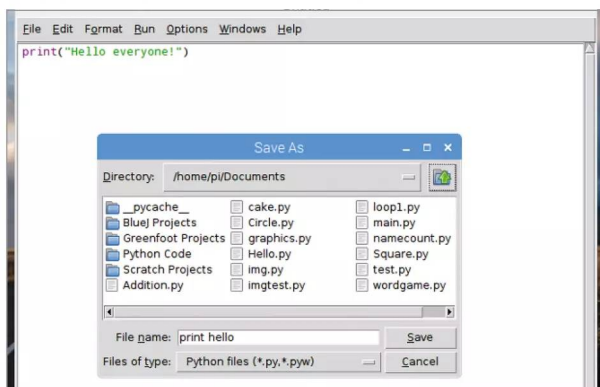 File Edit Format Run Options Windows Help
print("Hello everyone!")
Save As
Directory: /home/pi/Documents
__pycache__ cake.py loop1.py
BlueJ Projects Circle.py main.py
Greenfoot Projects graphics.py namecount.py
Python Code Hello.py Square.py
Scratch Projects img.py test.py
Addition.py imgtest.py wordgame.py
File name: print hello Save
Files of type: Python files (*.py,*.pyw) Cancel